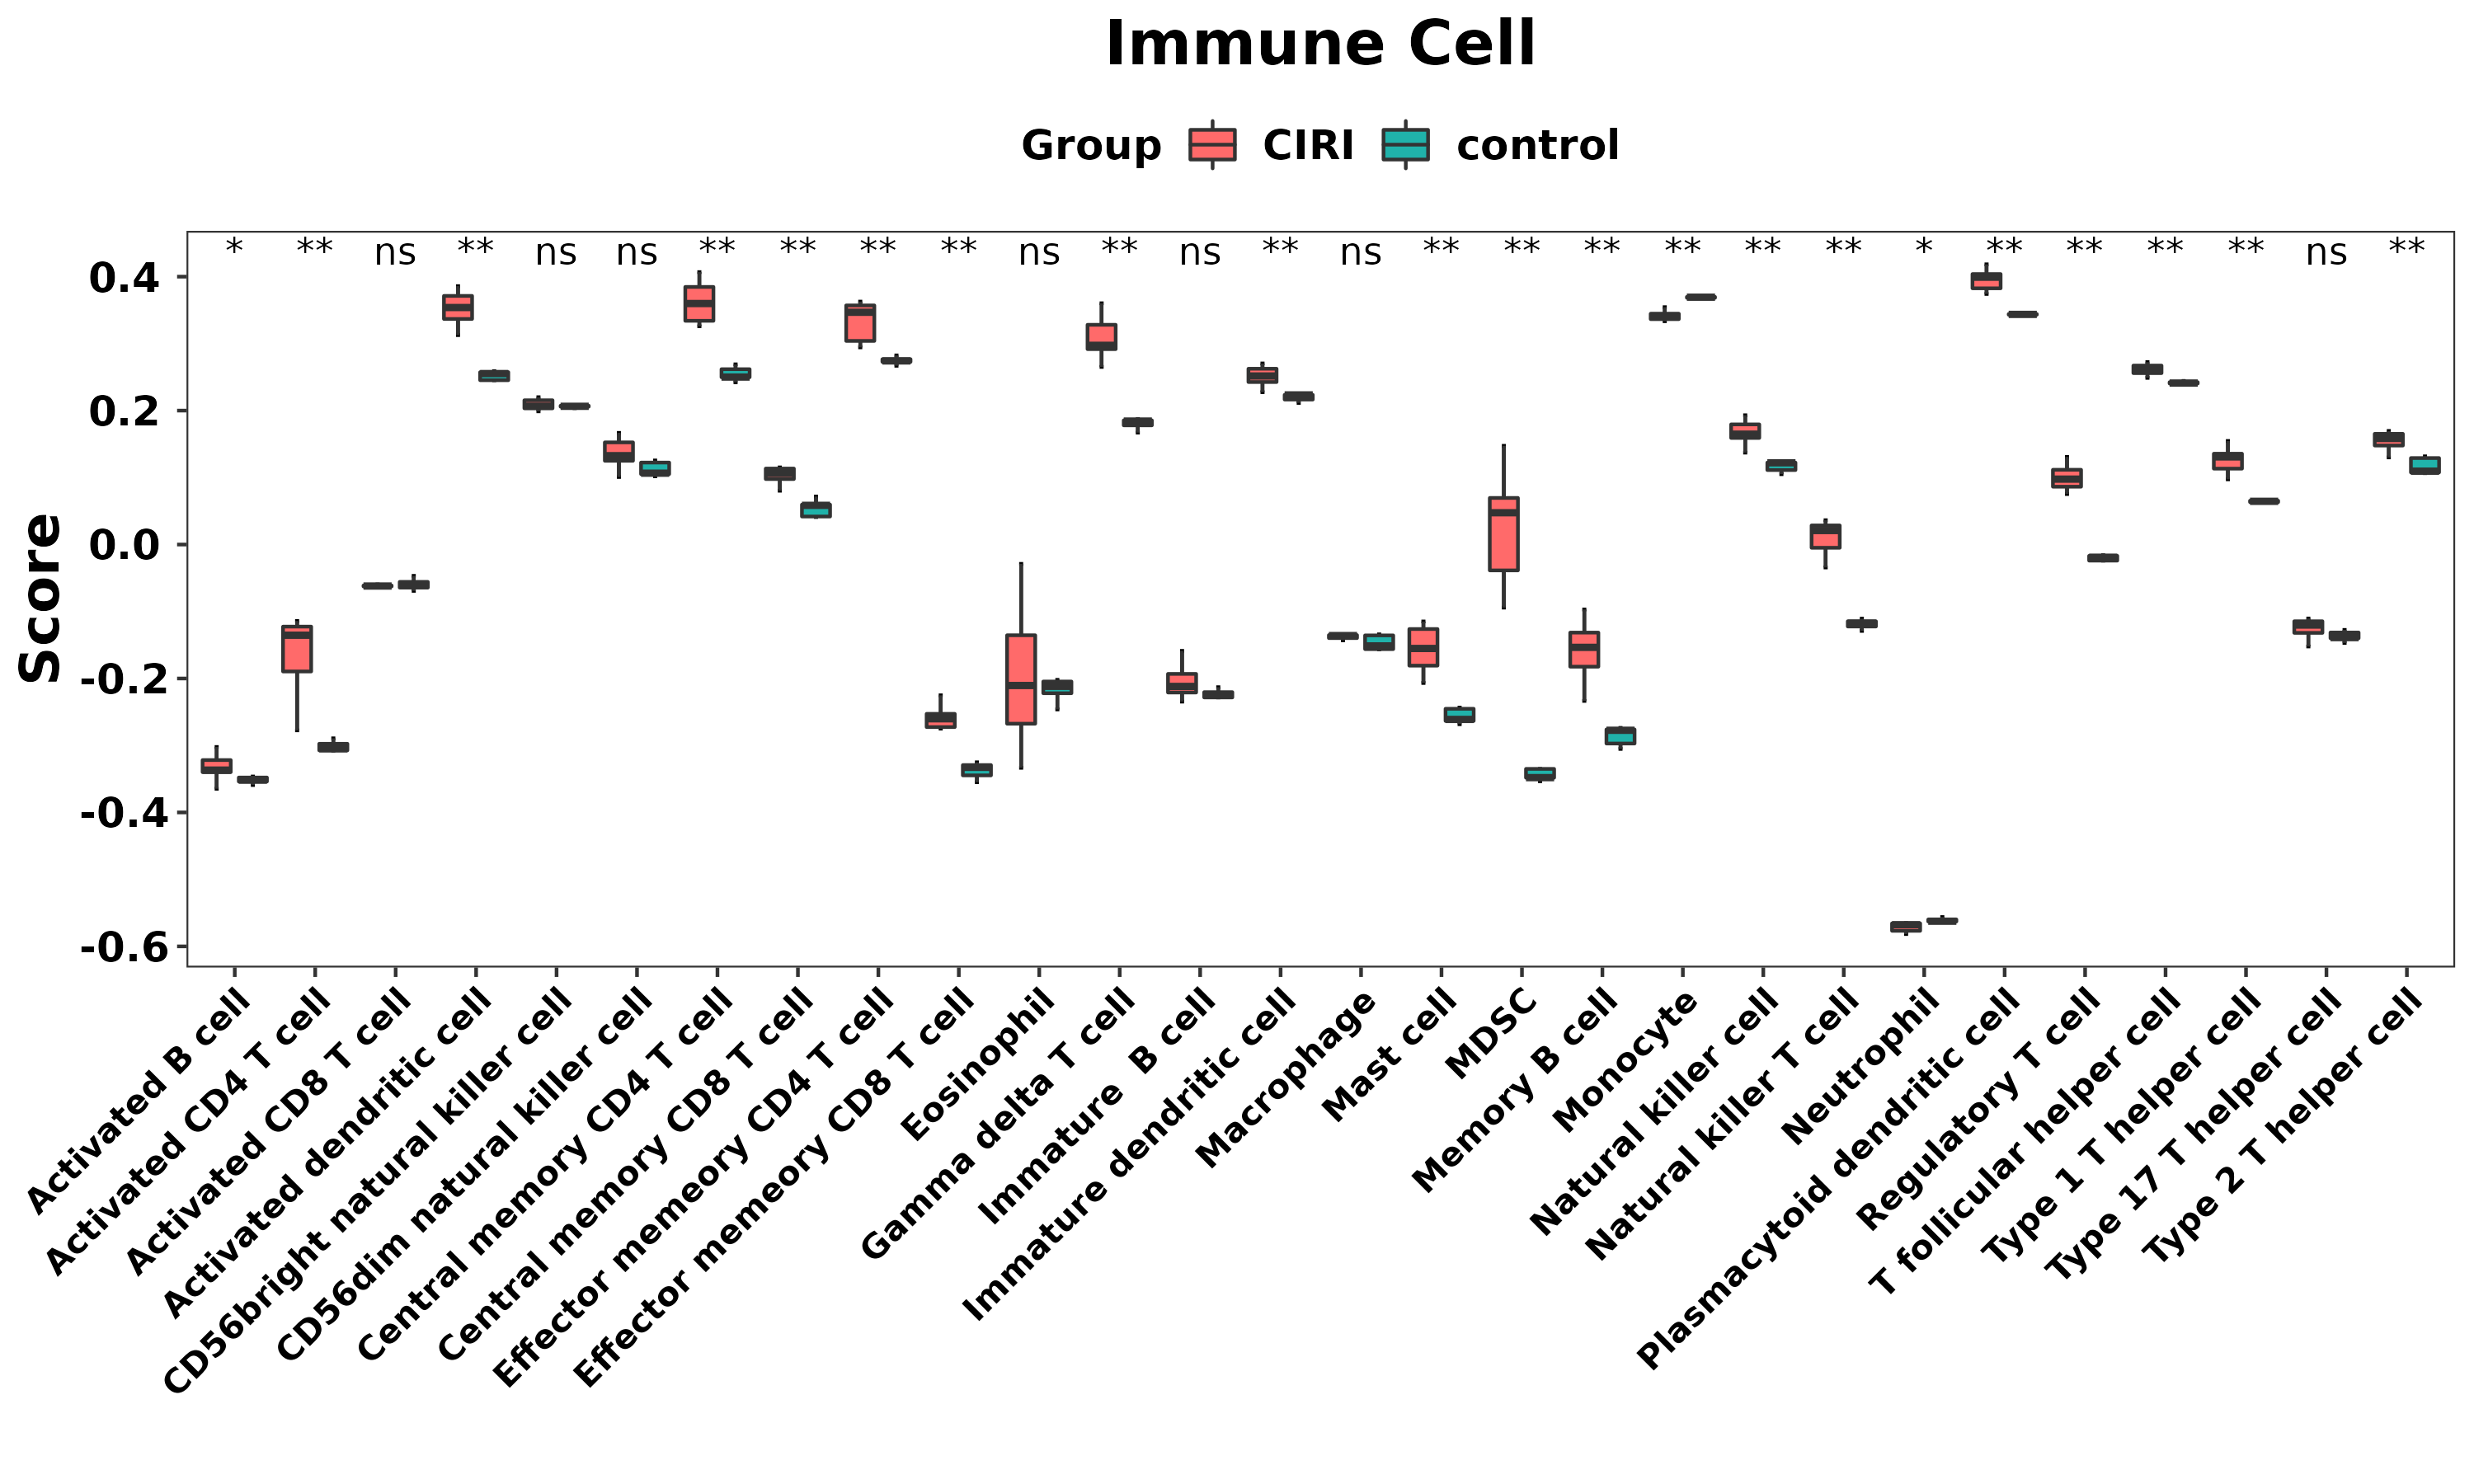 Immune Cell
Group CIRI control
* ** ns ** ns ns ** ** ** ** ns ** ns ** ns ** ** ** ** ** ** * ** ** ** ** ns **
Score
0.4
0.2
0.0
-0.2
-0.4
-0.6
Activated B cell
Activated CD4 T cell
Activated CD8 T cell
Activated dendritic cell
CD56bright natural killer cell
CD56dim natural killer cell
Central memory CD4 T cell
Central memory CD8 T cell
Effector memeory CD4 T cell
Effector memeory CD8 T cell
Eosinophil
Gamma delta T cell
Immature  B cell
Immature dendritic cell
Macrophage
Mast cell
MDSC
Memory B cell
Monocyte
Natural killer cell
Natural killer T cell
Neutrophil
Plasmacytoid dendritic cell
Regulatory T cell
T follicular helper cell
Type 1 T helper cell
Type 17 T helper cell
Type 2 T helper cell